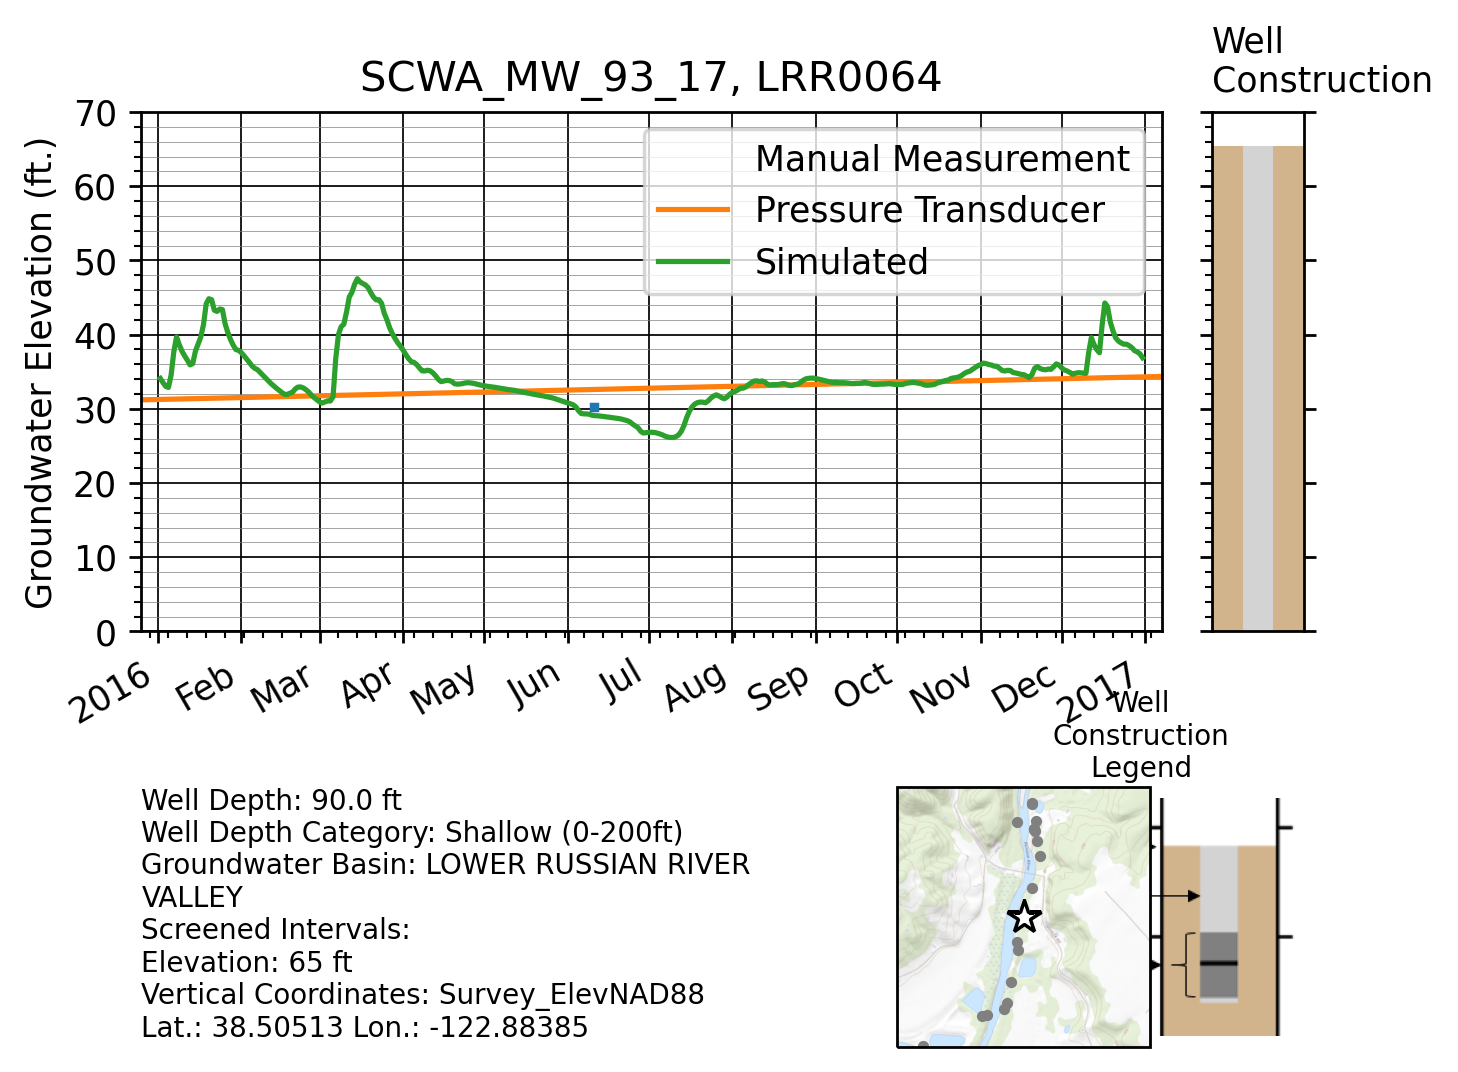 Well
Construction
SCWA_MW_93_17, LRR0064
70
60
50
40
30
20
10
0
Groundwater Elevation (ft.)
Manual Measurement
Pressure Transducer
Simulated
2016 Feb Mar Apr May Jun Jul Aug Sep Oct Nov Dec 2017
Well
Construction
Legend
Well Depth: 90.0 ft
Well Depth Category: Shallow (0-200ft)
Groundwater Basin: LOWER RUSSIAN RIVER
VALLEY
Screened Intervals:
Elevation: 65 ft
Vertical Coordinates: Survey_ElevNAD88
Lat.: 38.50513 Lon.: -122.88385